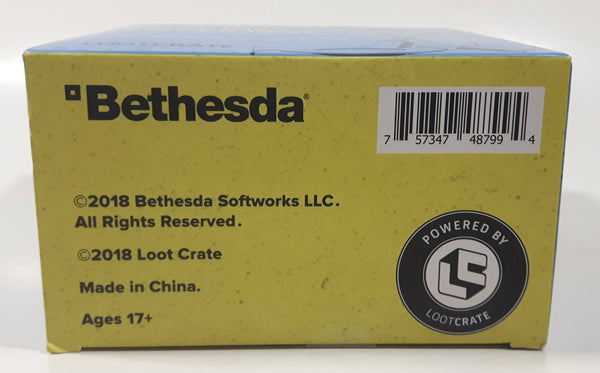 LOOTCRATE
Bethesda®
7 57347 48799 4
©2018 Bethesda Softworks LLC.
All Rights Reserved.
©2018 Loot Crate
Made in China.
Ages 17+
POWERED BY
LOOTCRATE